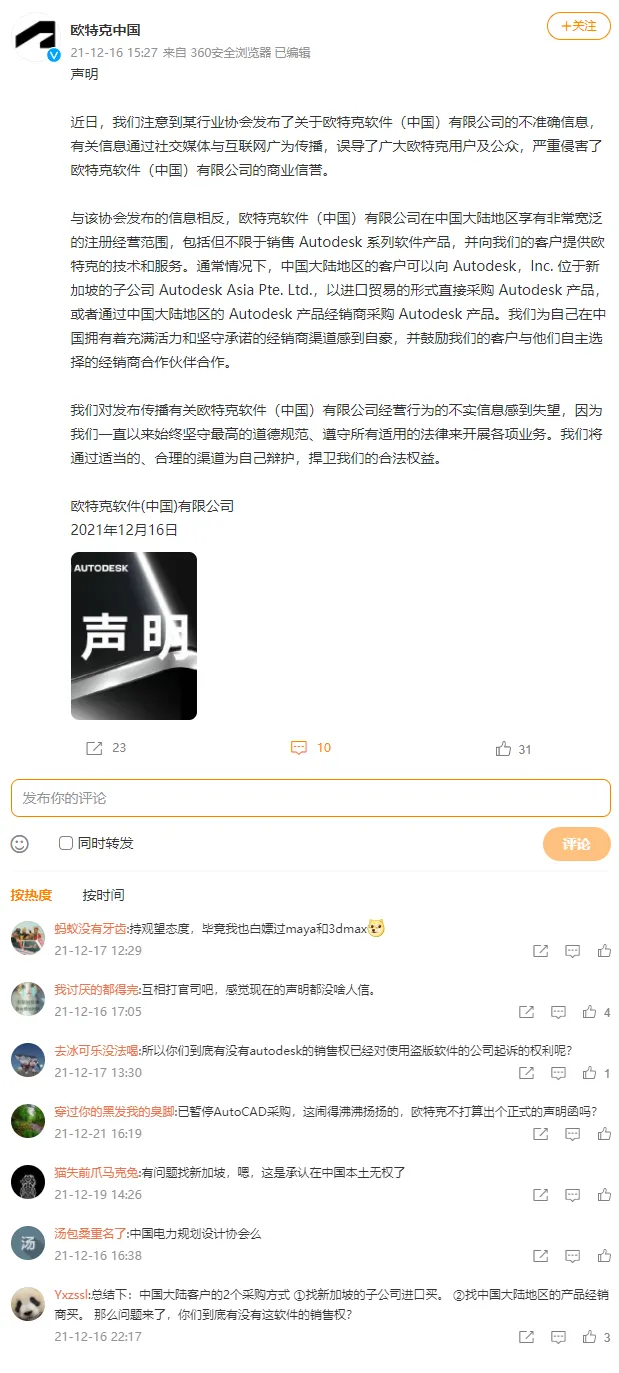 欧特克中国
+关注
21-12-16 15:27 来自 360安全浏览器 已编辑
声明
近日，我们注意到某行业协会发布了关于欧特克软件（中国）有限公司的不准确信息，
有关信息通过社交媒体与互联网广为传播，误导了广大欧特克用户及公众，严重侵害了
欧特克软件（中国）有限公司的商业信誉。
与该协会发布的信息相反，欧特克软件（中国）有限公司在中国大陆地区享有非常宽泛
的注册经营范围，包括但不限于销售 Autodesk 系列软件产品，并向我们的客户提供欧
特克的技术和服务。通常情况下，中国大陆地区的客户可以向 Autodesk，Inc. 位于新
加坡的子公司 Autodesk Asia Pte. Ltd.，以进口贸易的形式直接采购 Autodesk 产品，
或者通过中国大陆地区的 Autodesk 产品经销商采购 Autodesk 产品。我们为自己在中
国拥有着充满活力和坚守承诺的经销商渠道感到自豪，并鼓励我们的客户与他们自主选
择的经销商合作伙伴合作。
我们对发布传播有关欧特克软件（中国）有限公司经营行为的不实信息感到失望，因为
我们一直以来始终坚守最高的道德规范、遵守所有适用的法律来开展各项业务。我们将
通过适当的、合理的渠道为自己辩护，捍卫我们的合法权益。
欧特克软件(中国)有限公司
2021年12月16日
AUTODESK
声明
23
10
31
发布你的评论
同时转发
评论
按热度
按时间
蚂蚁没有牙齿:持观望态度，毕竟我也白嫖过maya和3dmax
21-12-17 12:29
我讨厌的都得完:互相打官司吧，感觉现在的声明都没啥人信。
21-12-16 17:05
4
去冰可乐没法喝:所以你们到底有没有autodesk的销售权已经对使用盗版软件的公司起诉的权利呢？
21-12-17 13:30
1
穿过你的黑发我的臭脚:已暂停AutoCAD采购，这闹得沸沸扬扬的，欧特克不打算出个正式的声明函吗？
21-12-21 16:19
猫失前爪马克兔:有问题找新加坡，嗯，这是承认在中国本土无权了
21-12-19 14:26
汤
汤包桑重名了:中国电力规划设计协会么
21-12-16 16:38
Yxzssl:总结下：中国大陆客户的2个采购方式 ①找新加坡的子公司进口买。 ②找中国大陆地区的产品经销
商买。 那么问题来了，你们到底有没有这软件的销售权？
21-12-16 22:17
3